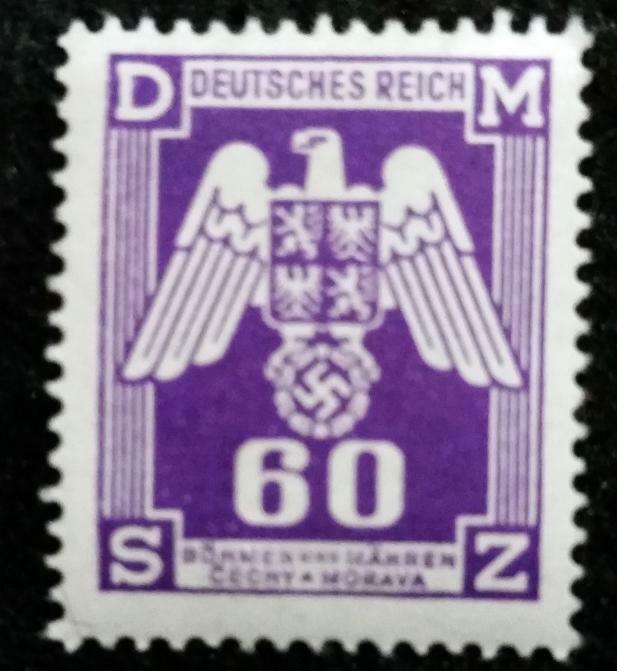 D DEUTSCHES REICH M
60
S BÖHMEN UND MÄHREN Z
ČECHY A MORAVA